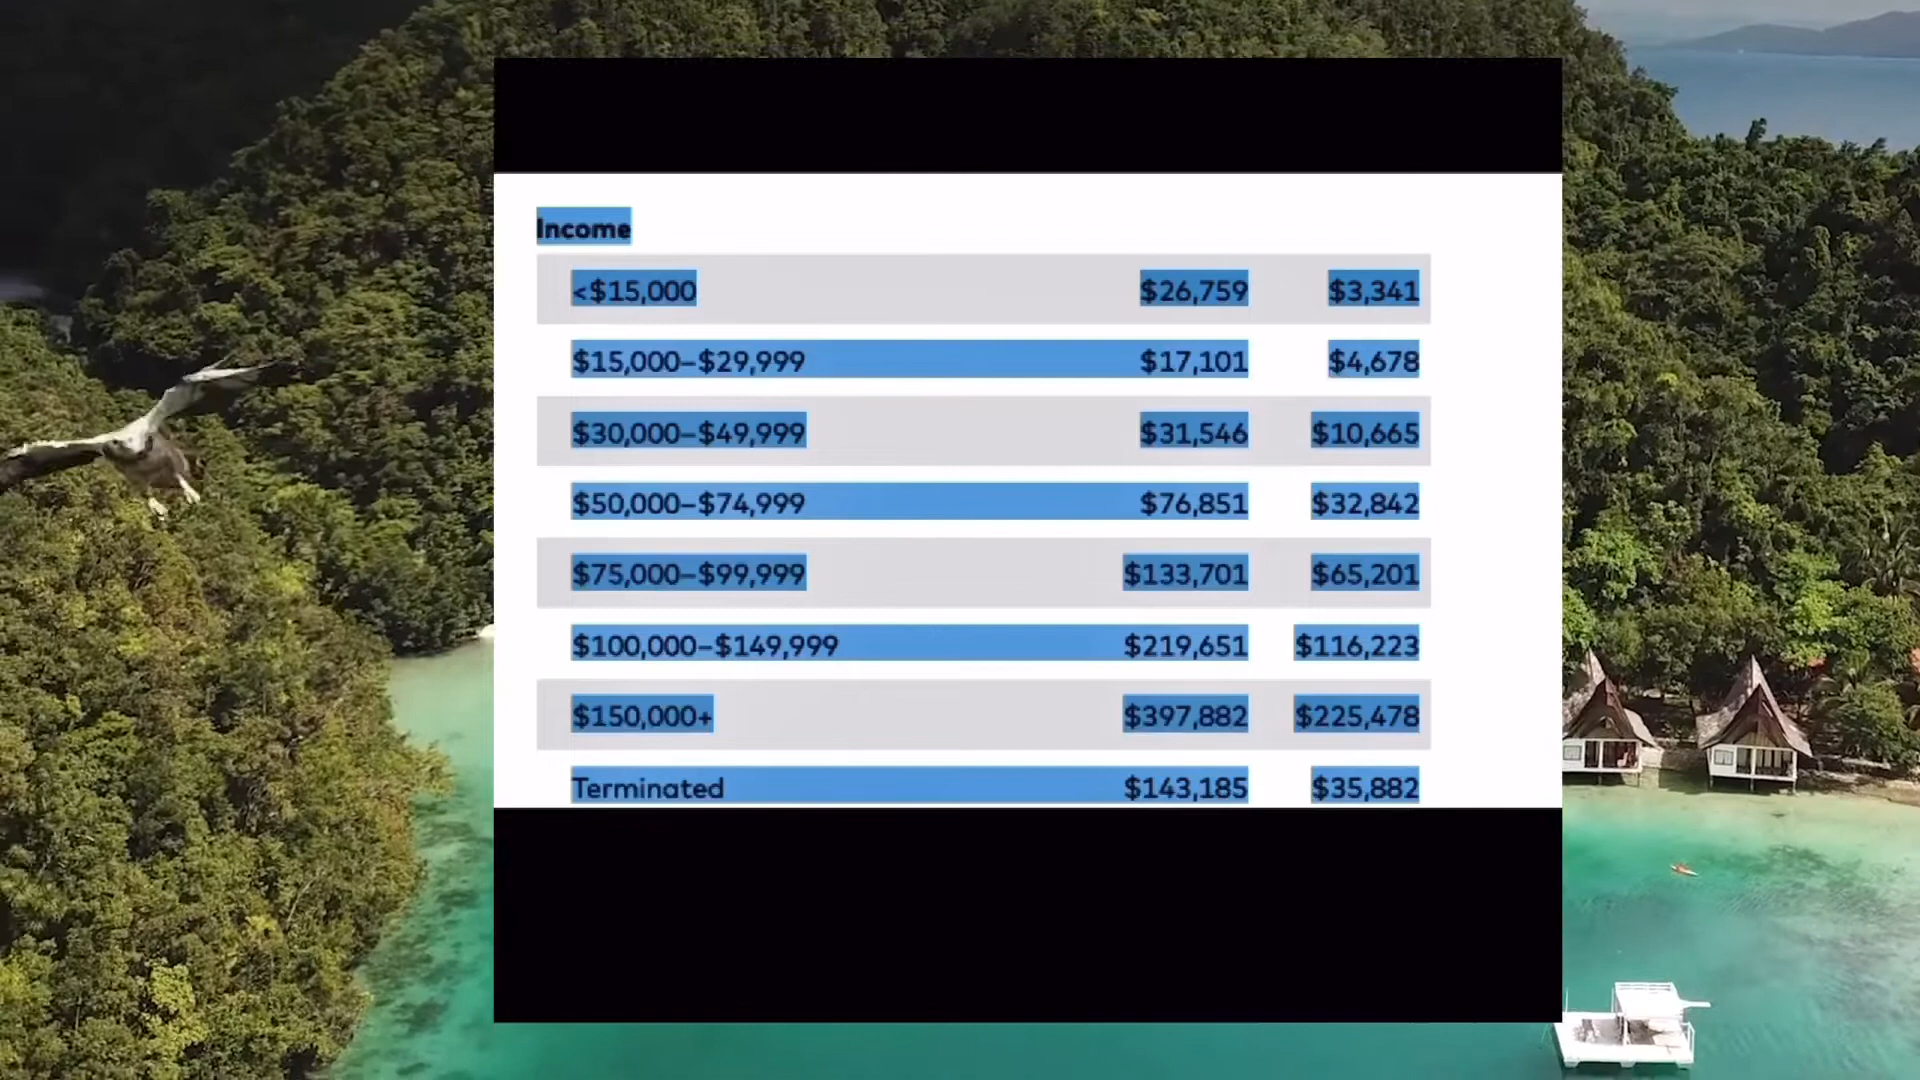 Income
<$15,000 $26,759 $3,341
$15,000–$29,999 $17,101 $4,678
$30,000–$49,999 $31,546 $10,665
$50,000–$74,999 $76,851 $32,842
$75,000–$99,999 $133,701 $65,201
$100,000–$149,999 $219,651 $116,223
$150,000+ $397,882 $225,478
Terminated $143,185 $35,882